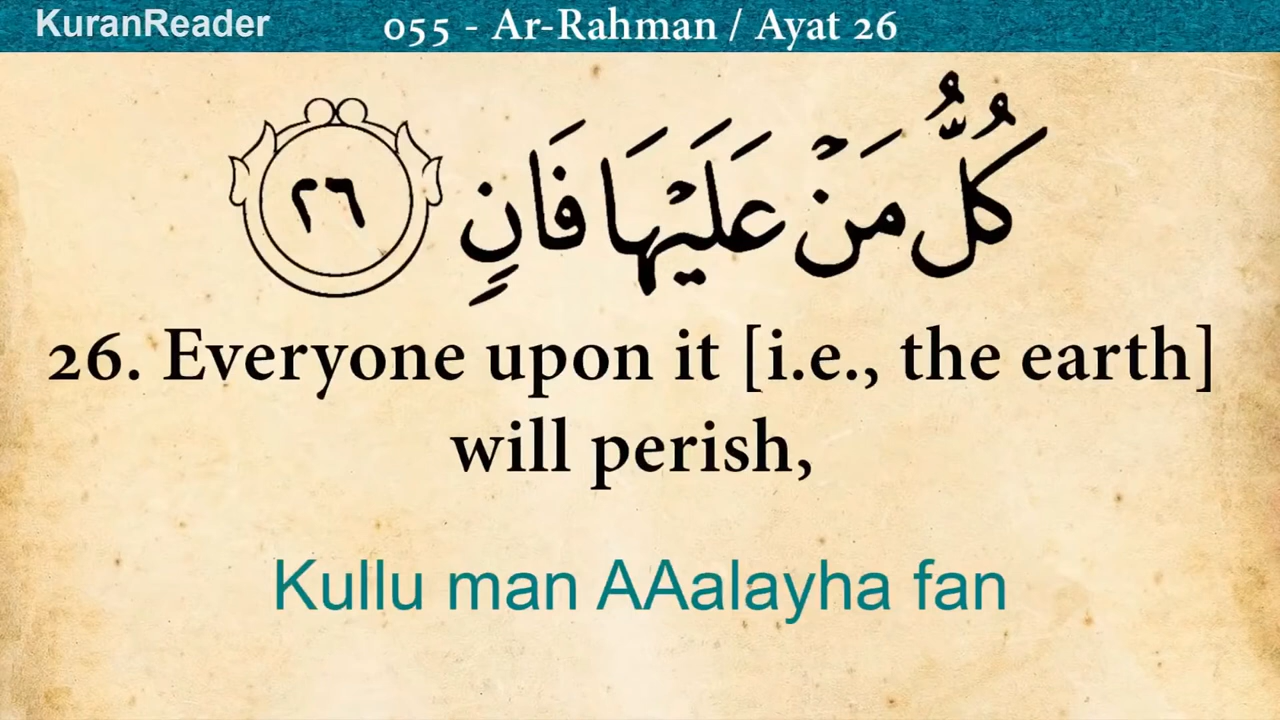 KuranReader
055 - Ar-Rahman / Ayat 26
كُلُّ مَنْ عَلَيْهَا فَانٍ ٢٦
26. Everyone upon it [i.e., the earth]
will perish,
Kullu man AAalayha fan